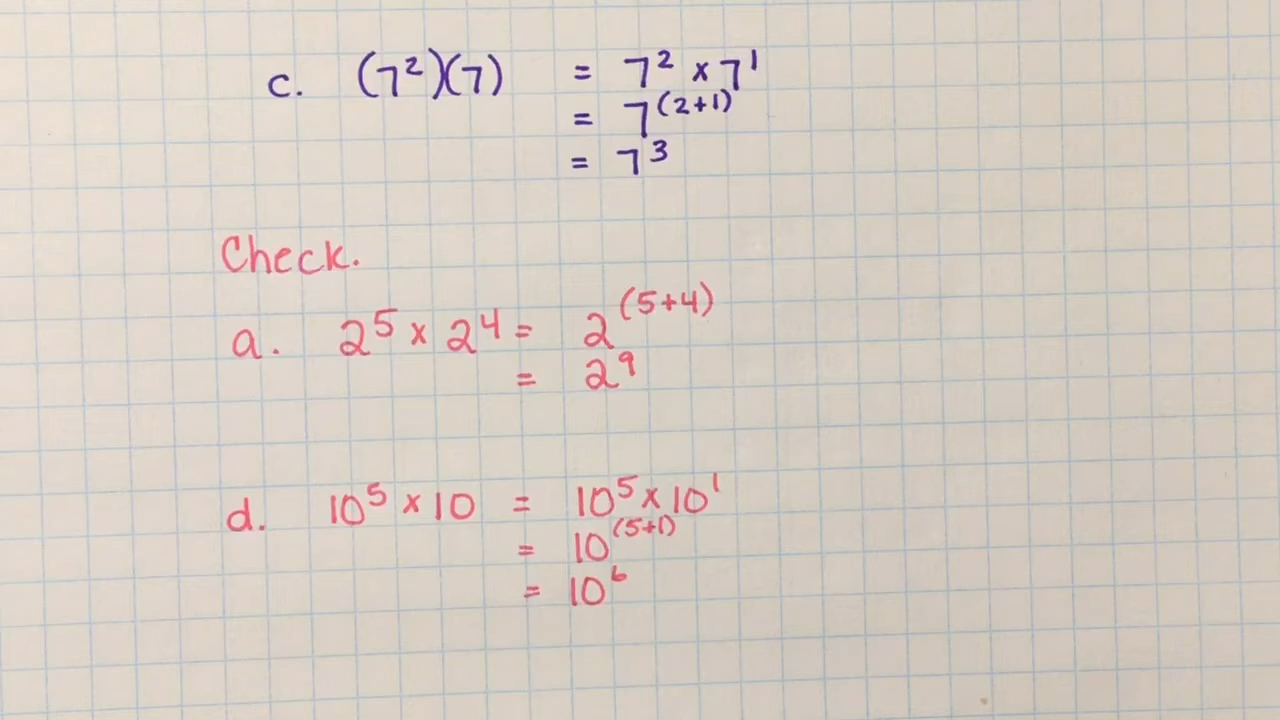 c. (7²)(7) = 7² × 7¹
= 7⁽²⁺¹⁾
= 7³
Check.
a. 2⁵ × 2⁴ = 2⁽⁵⁺⁴⁾
= 2⁹
d. 10⁵ × 10 = 10⁵ × 10¹
= 10⁽⁵⁺¹⁾
= 10⁶